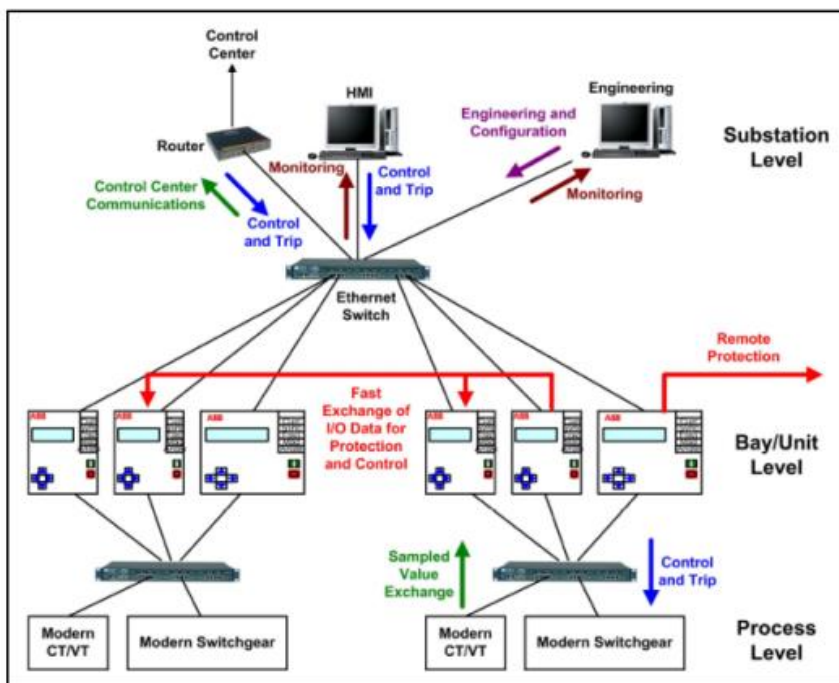 Control
Center
HMI
Engineering
Engineering and
Configuration
Substation
Level
Router
Monitoring
Control
and Trip
Monitoring
Control Center
Communications
Control
and Trip
Ethernet
Switch
Remote
Protection
Fast
Exchange of
I/O Data for
Protection
and Control
ABB
ABB
ABB
ABB
ABB
ABB
Bay/Unit
Level
Sampled
Value
Exchange
Control
and Trip
Modern
CT/VT
Modern Switchgear
Modern
CT/VT
Modern Switchgear
Process
Level